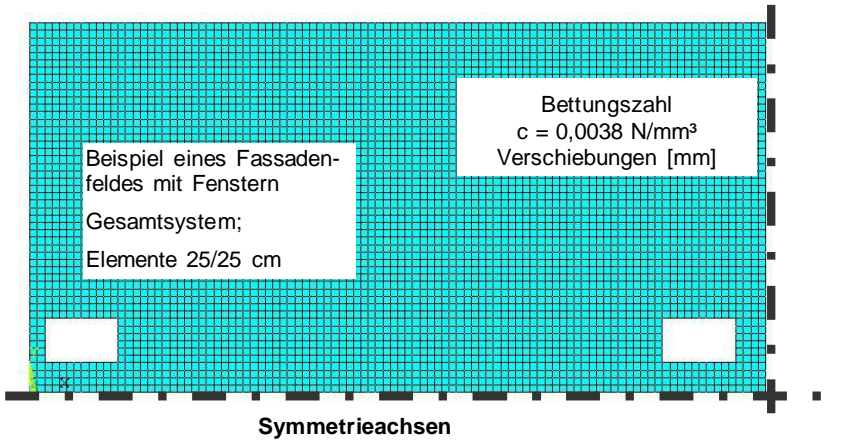 Bettungszahl
c = 0,0038 N/mm³
Verschiebungen [mm]
Beispiel eines Fassaden-
feldes mit Fenstern
Gesamtsystem;
Elemente 25/25 cm
X
Symmetrieachsen